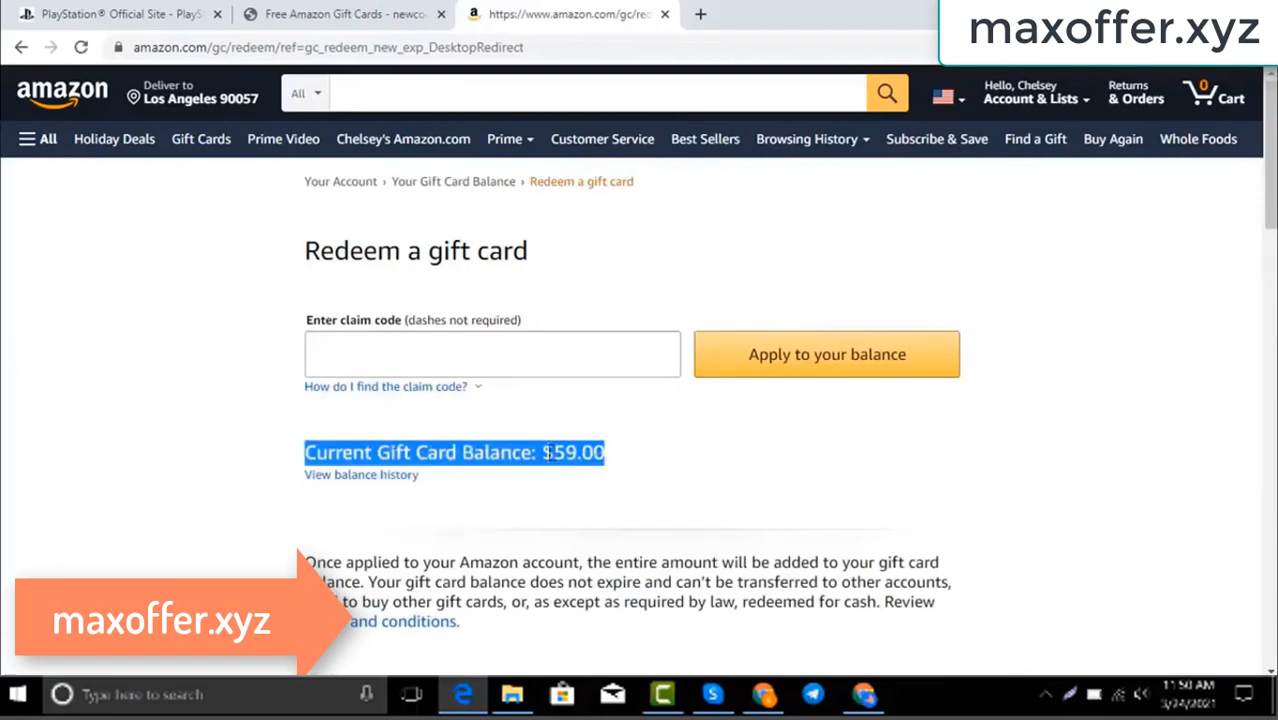 PlayStation® Official Site - PlayS
Free Amazon Gift Cards - newco
https://www.amazon.com/gc/red
maxoffer.xyz
amazon.com/gc/redeem/ref=gc_redeem_new_exp_DesktopRedirect
amazon
Deliver to
Los Angeles 90057
All
Hello, Chelsey
Account & Lists
Returns
& Orders
0
Cart
All
Holiday Deals
Gift Cards
Prime Video
Chelsey's Amazon.com
Prime
Customer Service
Best Sellers
Browsing History
Subscribe & Save
Find a Gift
Buy Again
Whole Foods
Your Account › Your Gift Card Balance › Redeem a gift card
Redeem a gift card
Enter claim code (dashes not required)
Apply to your balance
How do I find the claim code?
Current Gift Card Balance: $59.00
View balance history
Once applied to your Amazon account, the entire amount will be added to your gift card
lance. Your gift card balance does not expire and can't be transferred to other accounts,
to buy other gift cards, or, as except as required by law, redeemed for cash. Review
and conditions.
maxoffer.xyz
Type here to search
11:50 AM
3/24/2021